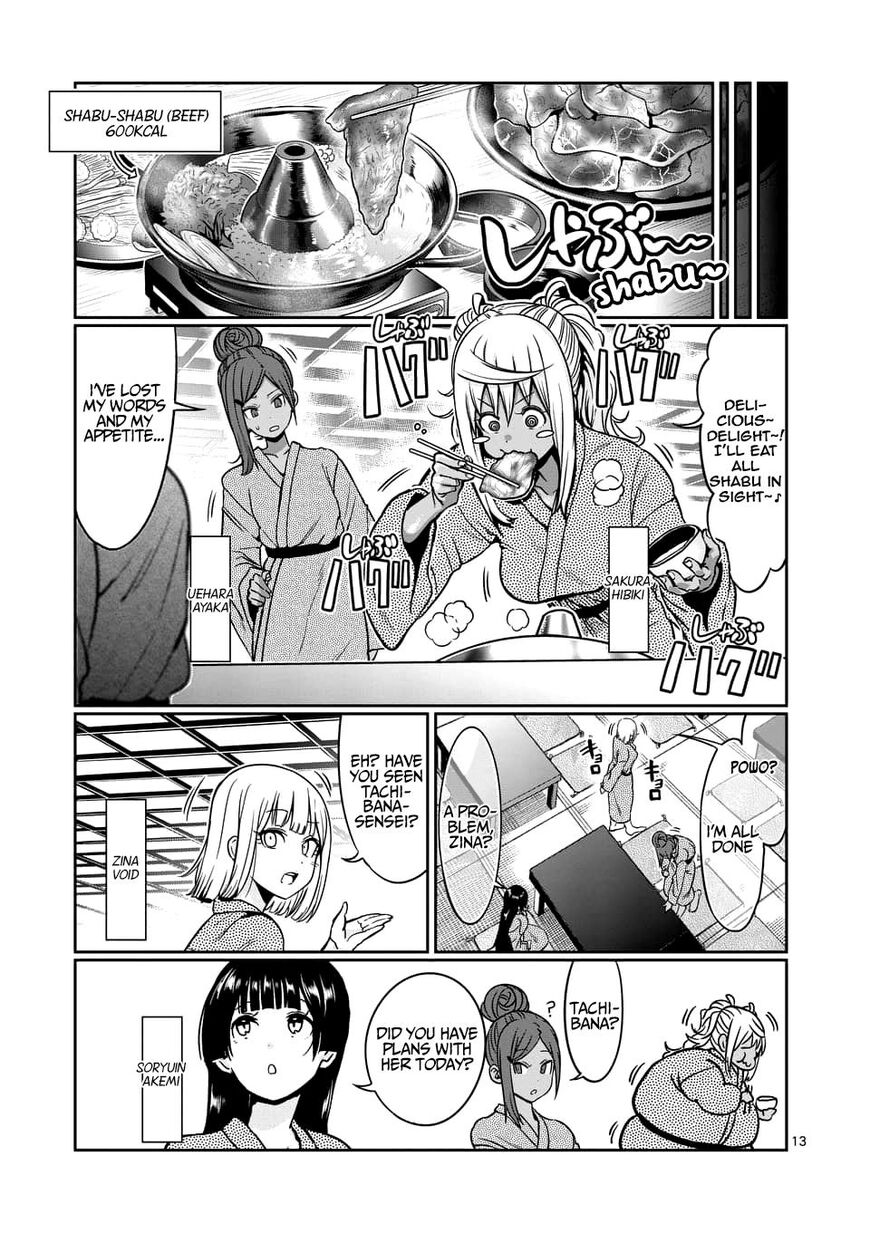 SHABU-SHABU (BEEF)
600KCAL
しゃぶ~~
shabu~
DELI-
CIOUS~
DELIGHT~!
I'LL EAT
ALL
SHABU IN
SIGHT~♪
しゃぶ
ハグ
しゃぶ
ハグ
I'VE LOST
MY WORDS
AND MY
APPETITE...
しゃぶ
ハグ
しゃぶ
ハグ
SAKURA
HIBIKI
UEHARA
AYAKA
EH? HAVE
YOU SEEN
TACHI-
BANA-
SENSEI?
ZINA
VOID
POWO?
I'M ALL
DONE
キョロ
キョロ
A PRO-
BLEM,
ZINA?
SORYUIN
AKEMI
DID YOU HAVE
PLANS WITH
HER TODAY?
?
TACHI-
BANA?
13